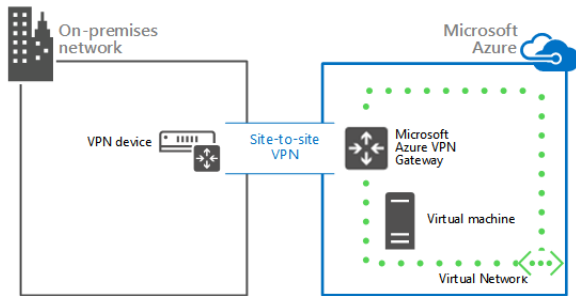 On-premises
network
Microsoft
Azure
VPN device
Site-to-site
VPN
Microsoft
Azure VPN
Gateway
Virtual machine
Virtual Network